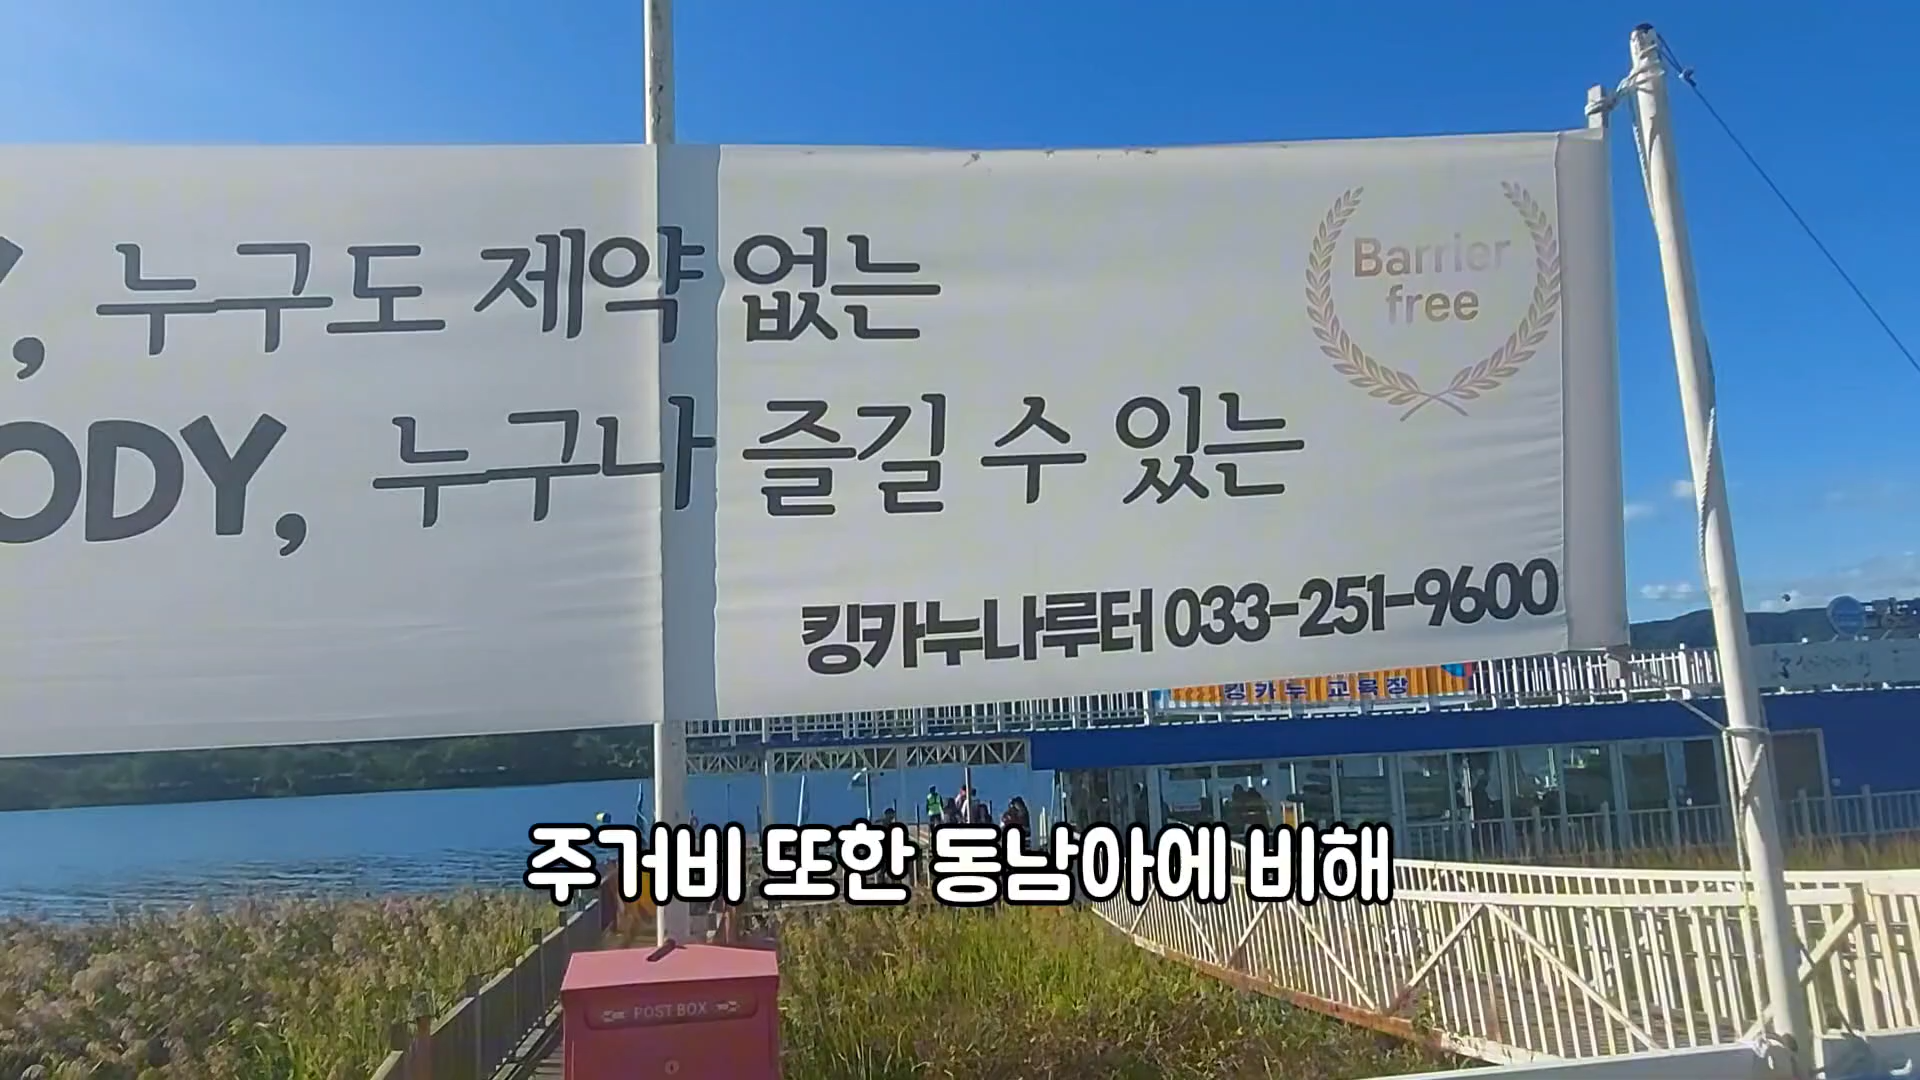 Y, 누구도 제약 없는
ODY, 누구나 즐길 수 있는
Barrier
free
킹카누나루터 033-251-9600
킹카누 교육장
주거비 또한 동남아에 비해
POST BOX